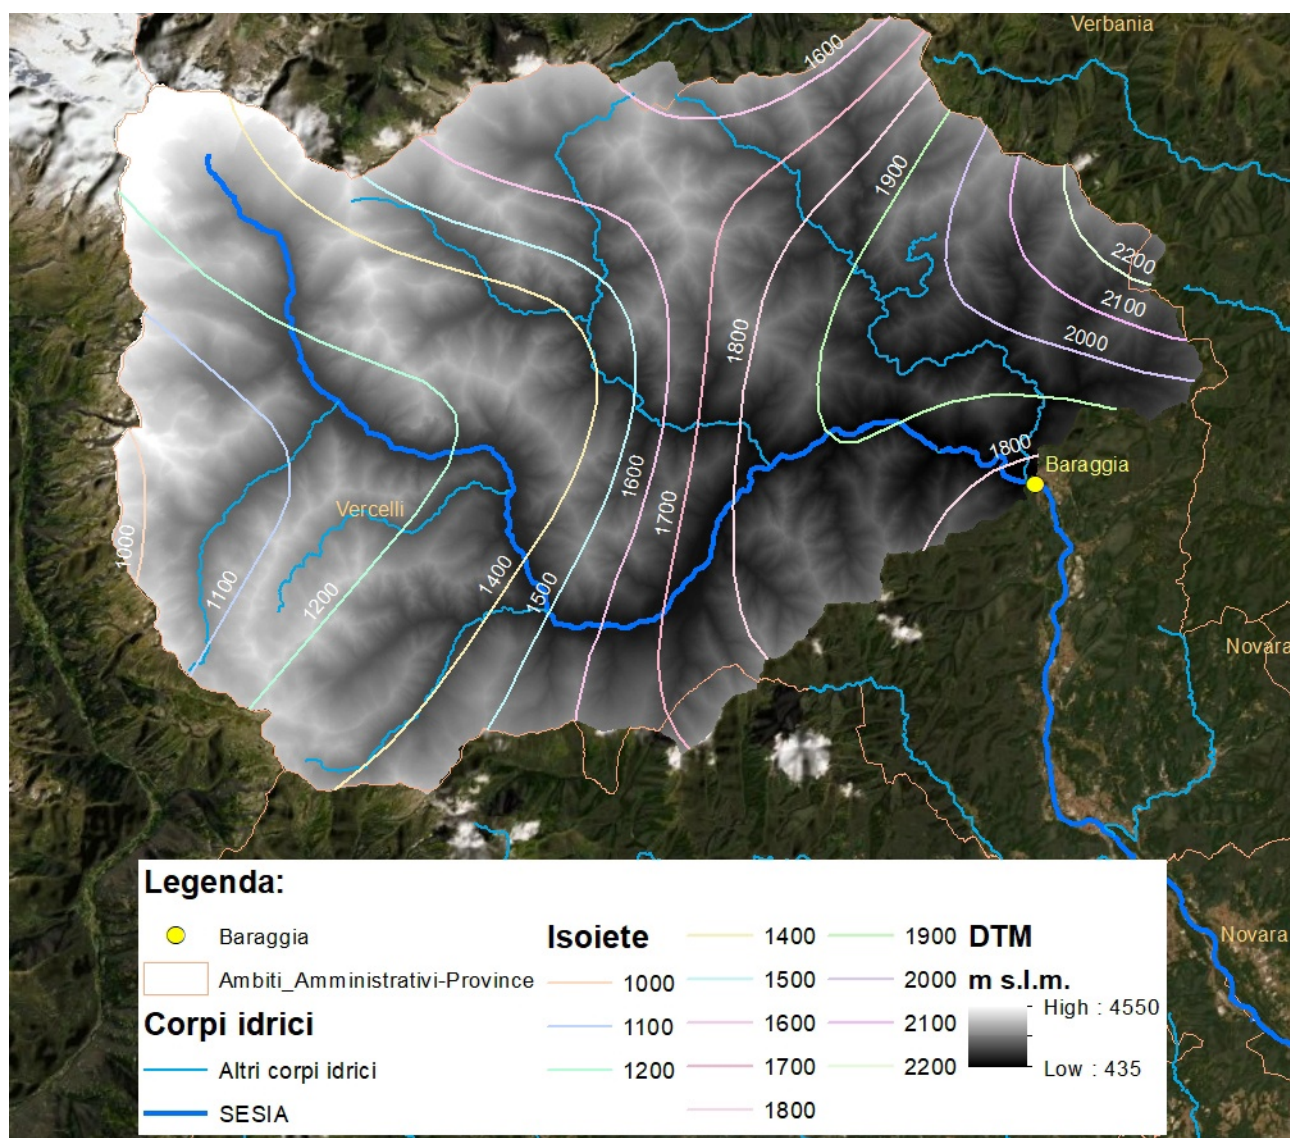 Verbania
1600
1900
2200
2100
2000
1800
1800
Baraggia
1600
1700
Vercelli
1000
1100
1200
1400
1500
Novara
Novara
Legenda:
Baraggia
Ambiti_Amministrativi-Province
Corpi idrici
Altri corpi idrici
SESIA
Isoiete
1000
1100
1200
1400
1500
1600
1700
1800
1900
2000
2100
2200
DTM
m s.l.m.
High : 4550
Low : 435